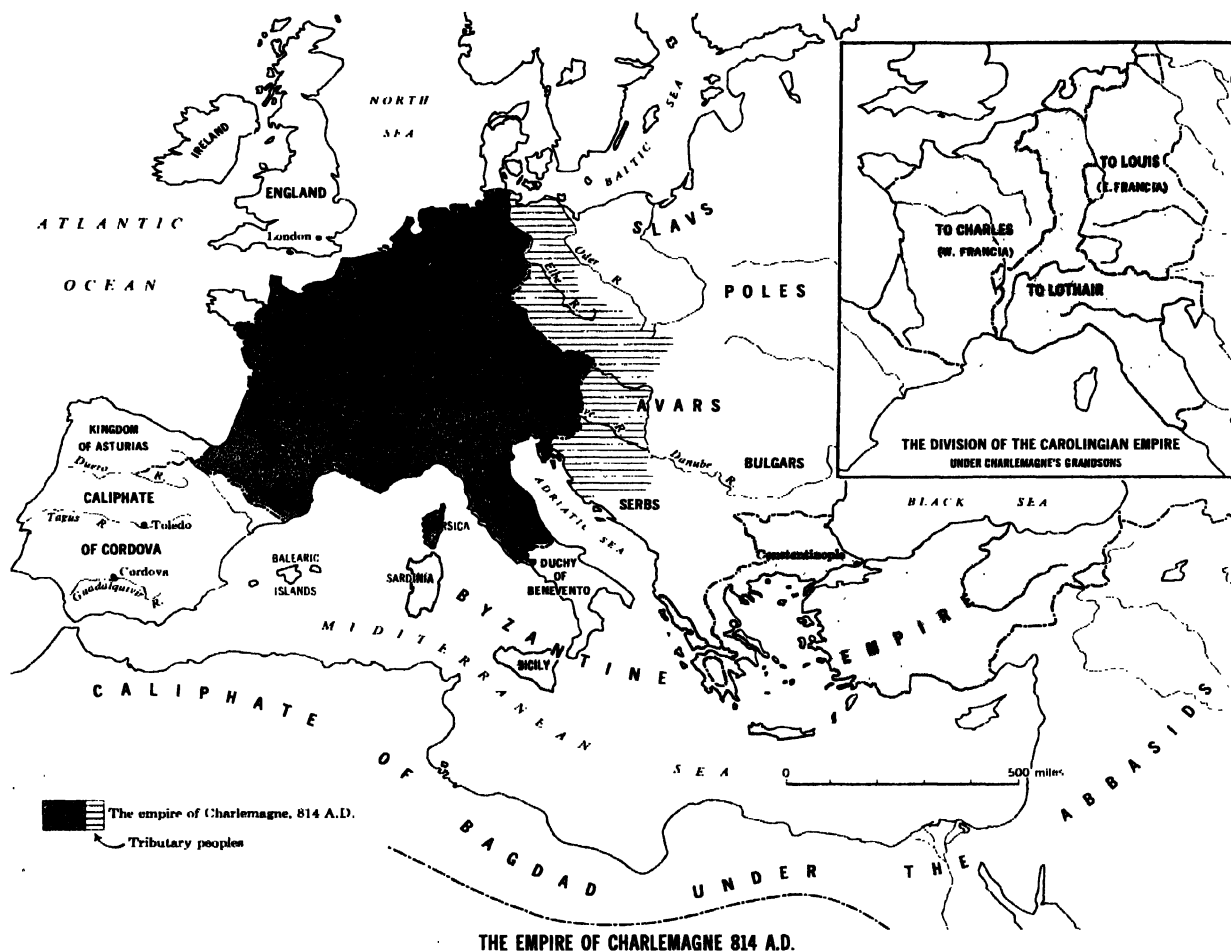 NORTH
SEA
IRELAND
ENGLAND
London
ATLANTIC
OCEAN
BALTIC SEA
SLAVS
Oder R.
Elbe R.
POLES
AVARS
Danube R.
BULGARS
SERBS
KINGDOM
OF ASTURIAS
Duero R.
CALIPHATE
Tagus R.
Toledo
OF CORDOVA
Cordova
Guadalquivir R.
BALEARIC
ISLANDS
RSICA
SARDINIA
ADRIATIL SEA
DUCHY
OF
BENEVENTO
SICILY
BYZANTINE EMPIRE
MIDITERRANEAN
SEA
BLACK SEA
Constantinople
CALIPHATE OF BAGDAD UNDER THE ABBASIDS
0 500 miles
The empire of Charlemagne, 814 A.D.
Tributary peoples
TO LOUIS
(E. FRANCIA)
TO CHARLES
(W. FRANCIA)
TO LOTHAIR
THE DIVISION OF THE CAROLINGIAN EMPIRE
UNDER CHARLEMAGNE'S GRANDSONS
THE EMPIRE OF CHARLEMAGNE 814 A.D.